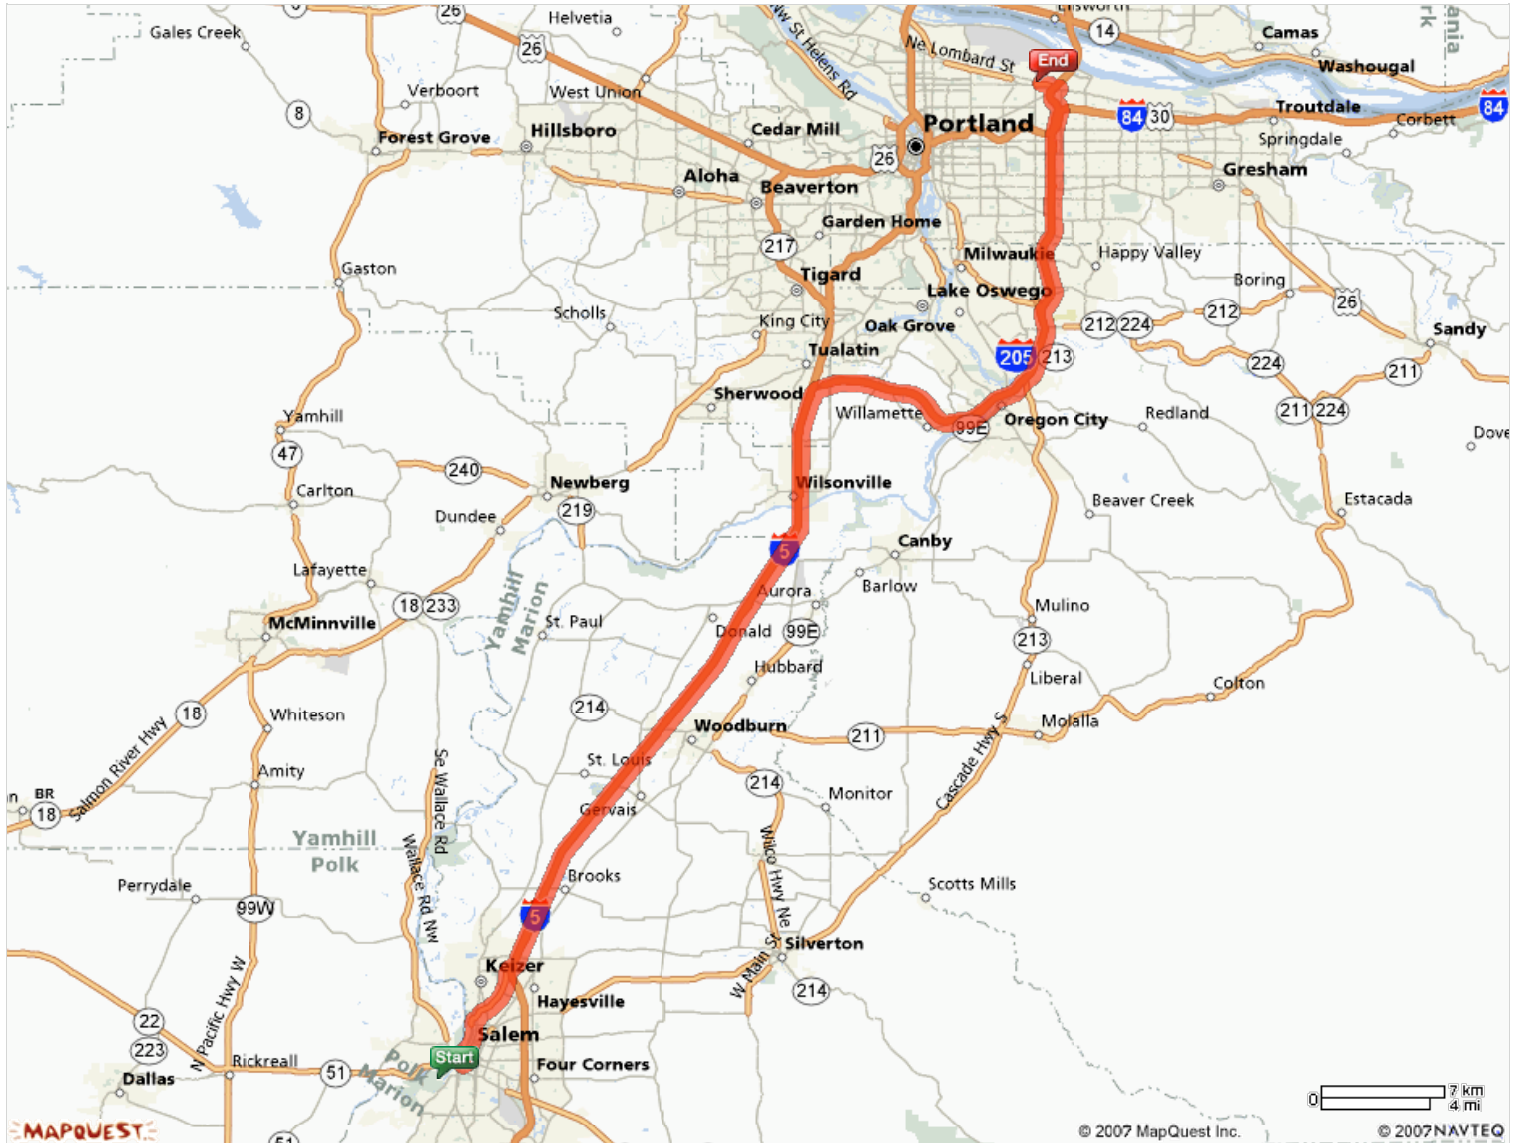 26
Helvetia
Ellsworth
14
Gales Creek
26
Nw St Helens Rd
Ne Lombard St
Camas
End
Washougal
Verboort
West Union
84
30
Troutdale
84
8
Forest Grove
Hillsboro
Cedar Mill
Portland
Corbett
Springdale
26
Gresham
Aloha
Beaverton
Garden Home
217
Milwaukie
Happy Valley
Gaston
Tigard
Lake Oswego
Boring
26
Scholls
King City
Oak Grove
212
224
212
Sandy
Tualatin
205
213
224
211
Sherwood
Willamette
99E
Oregon City
Redland
211
224
Yamhill
Dove
47
240
Newberg
Wilsonville
Carlton
219
Beaver Creek
Estacada
Dundee
5
Canby
Lafayette
Yamhill
Marion
Aurora
Barlow
18
233
Mulino
McMinnville
St. Paul
Donald
99E
213
Hubbard
Liberal
Colton
18
Whiteson
214
Woodburn
211
Molalla
Salmon River Hwy
Amity
Se Wallace Rd
St. Louis
214
Cascade Hwy S
BR
18
Gervais
Monitor
Yamhill
Polk
Wallace Rd Nw
Wilco Hwy Ne
Perrydale
Brooks
Scotts Mills
99W
5
Silverton
Keizer
W Main St
214
Hayesville
N Pacific Hwy W
22
Salem
223
Rickreall
51
Start
Four Corners
Dallas
Polk
Marion
0
7 km
4 mi
MAPQUEST
51
© 2007 MapQuest Inc.
© 2007 NAVTEQ